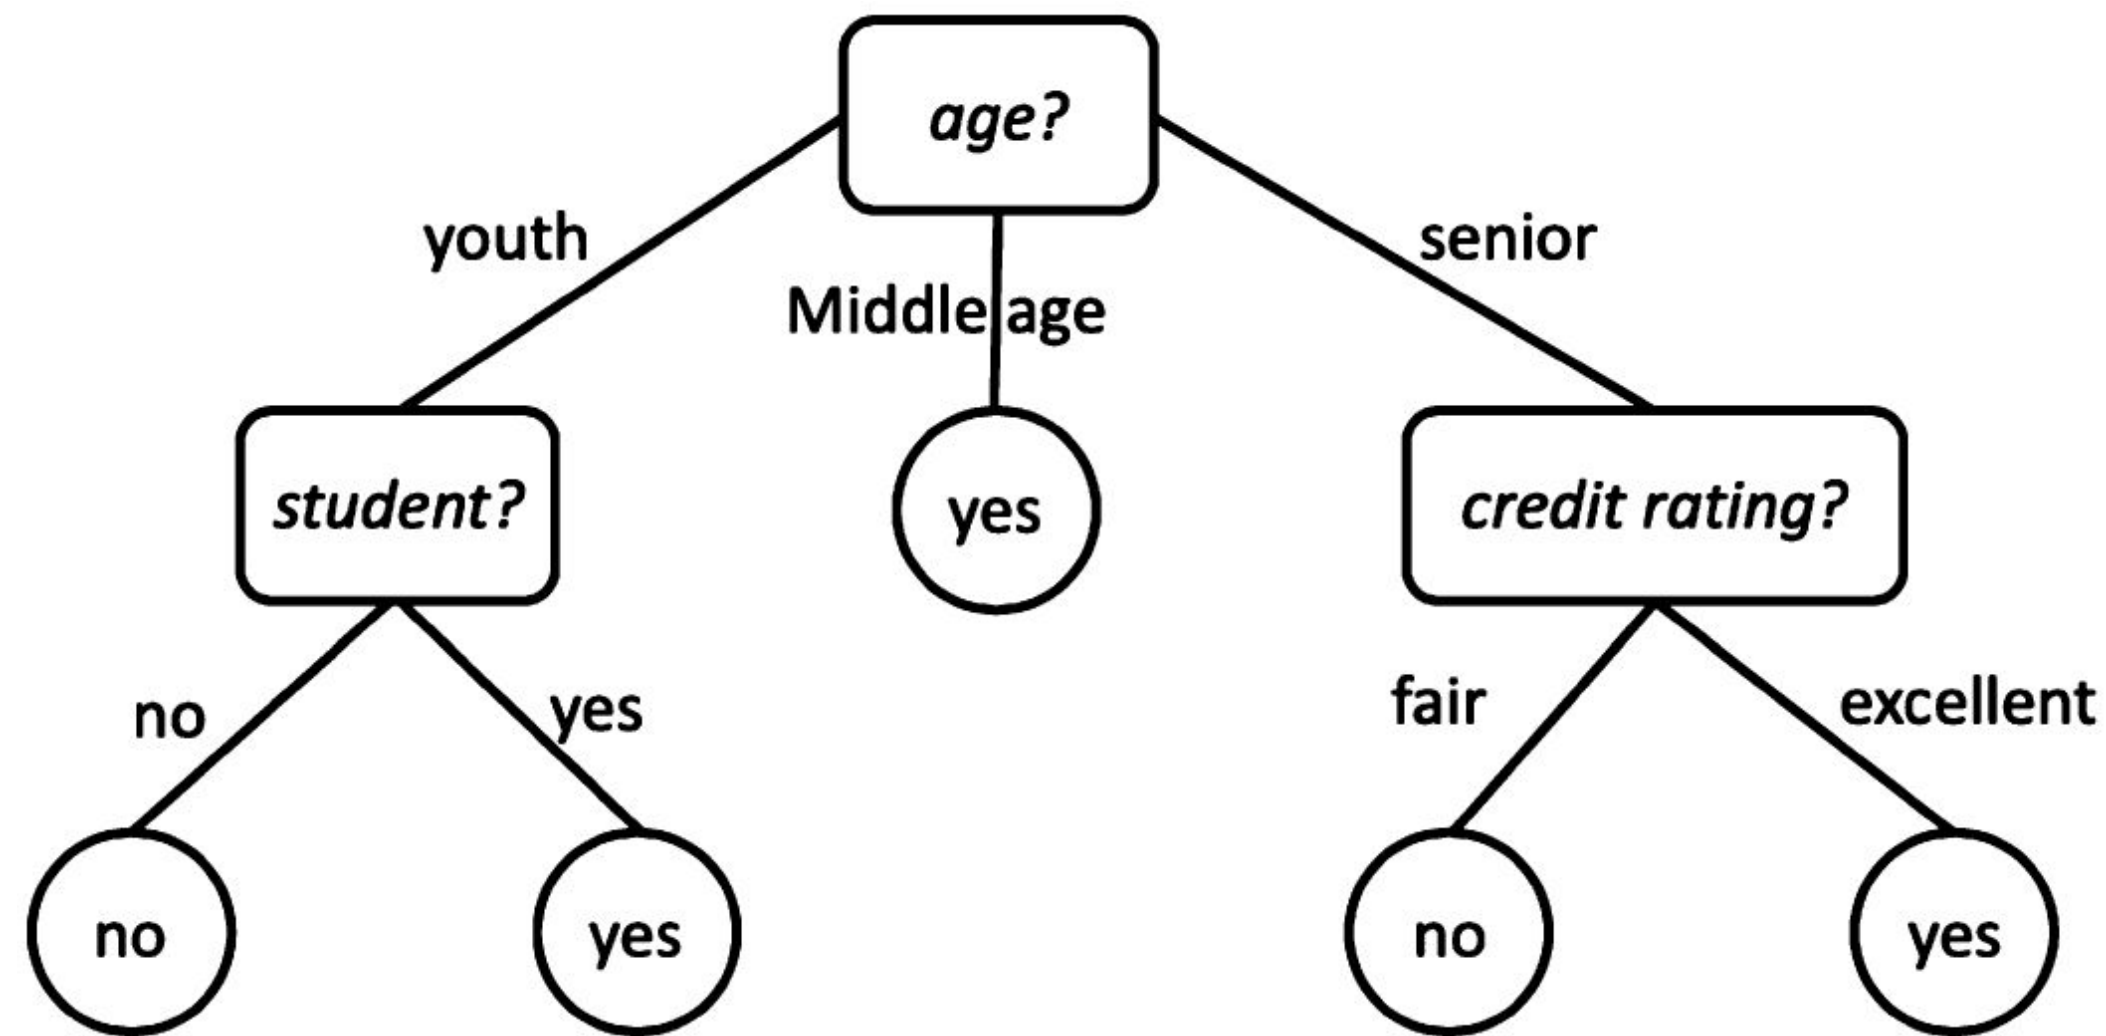 age?
youth
senior
Middle age
student?
yes
credit rating?
no
yes
fair
excellent
no
yes
no
yes